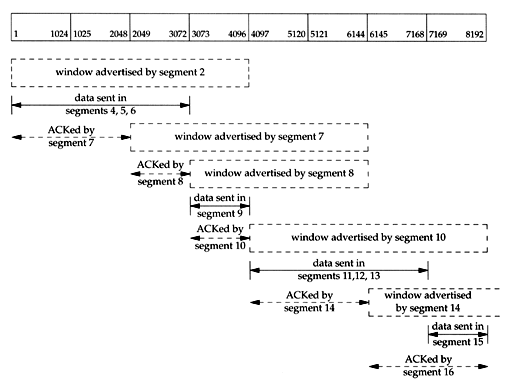 1 1024 1025 2048 2049 3072 3073 4096 4097 5120 5121 6144 6145 7168 7169 8192
window advertised by segment 2
data sent in
segments 4, 5, 6
ACKed by
segment 7
window advertised by segment 7
ACKed by
segment 8
window advertised by segment 8
data sent in
segment 9
ACKed by
segment 10
window advertised by segment 10
data sent in
segments 11,12, 13
ACKed by
segment 14
window advertised
by segment 14
data sent in
segment 15
ACKed by
segment 16